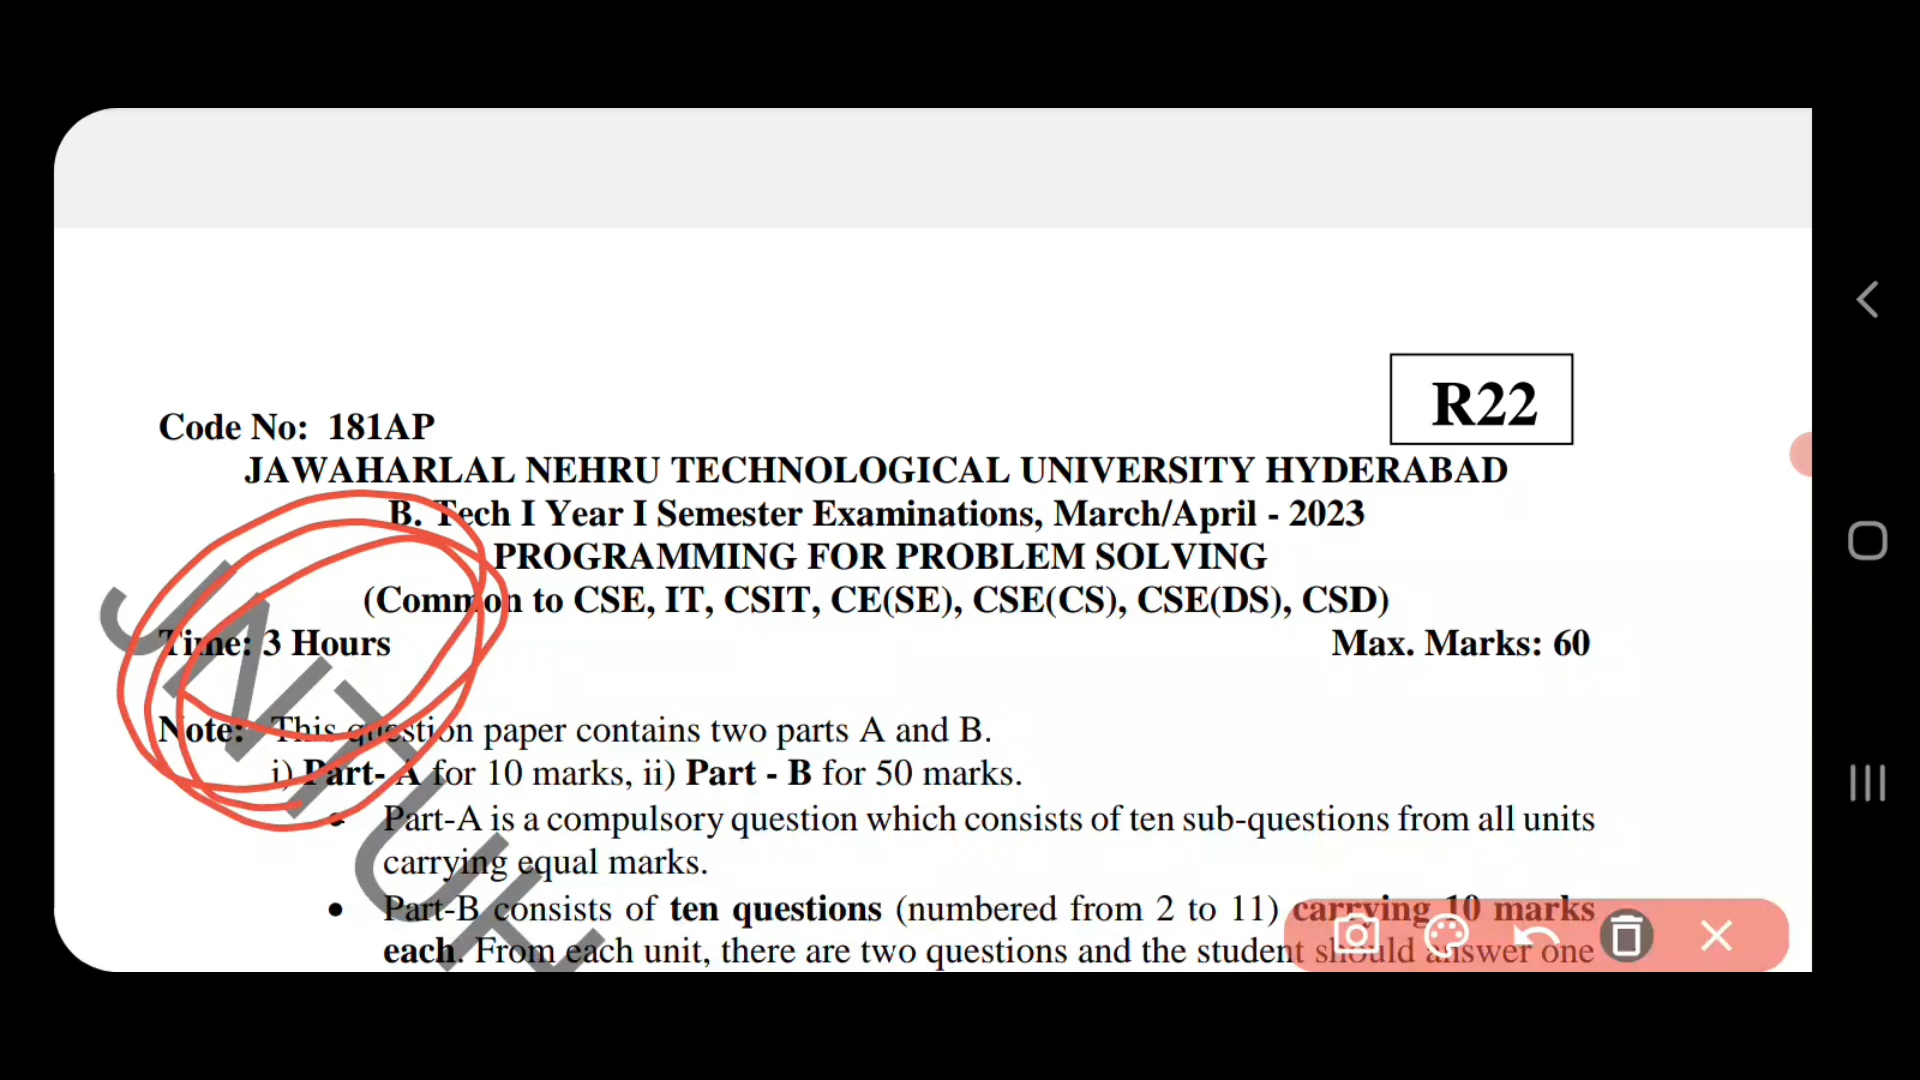 R22
Code No: 181AP
JAWAHARLAL NEHRU TECHNOLOGICAL UNIVERSITY HYDERABAD
B. Tech I Year I Semester Examinations, March/April - 2023
PROGRAMMING FOR PROBLEM SOLVING
(Common to CSE, IT, CSIT, CE(SE), CSE(CS), CSE(DS), CSD)
Time: 3 Hours Max. Marks: 60
Note: This question paper contains two parts A and B.
i) Part- A for 10 marks, ii) Part - B for 50 marks.
• Part-A is a compulsory question which consists of ten sub-questions from all units
carrying equal marks.
• Part-B consists of ten questions (numbered from 2 to 11) carrying 10 marks
each. From each unit, there are two questions and the student should answer one
JNTUH